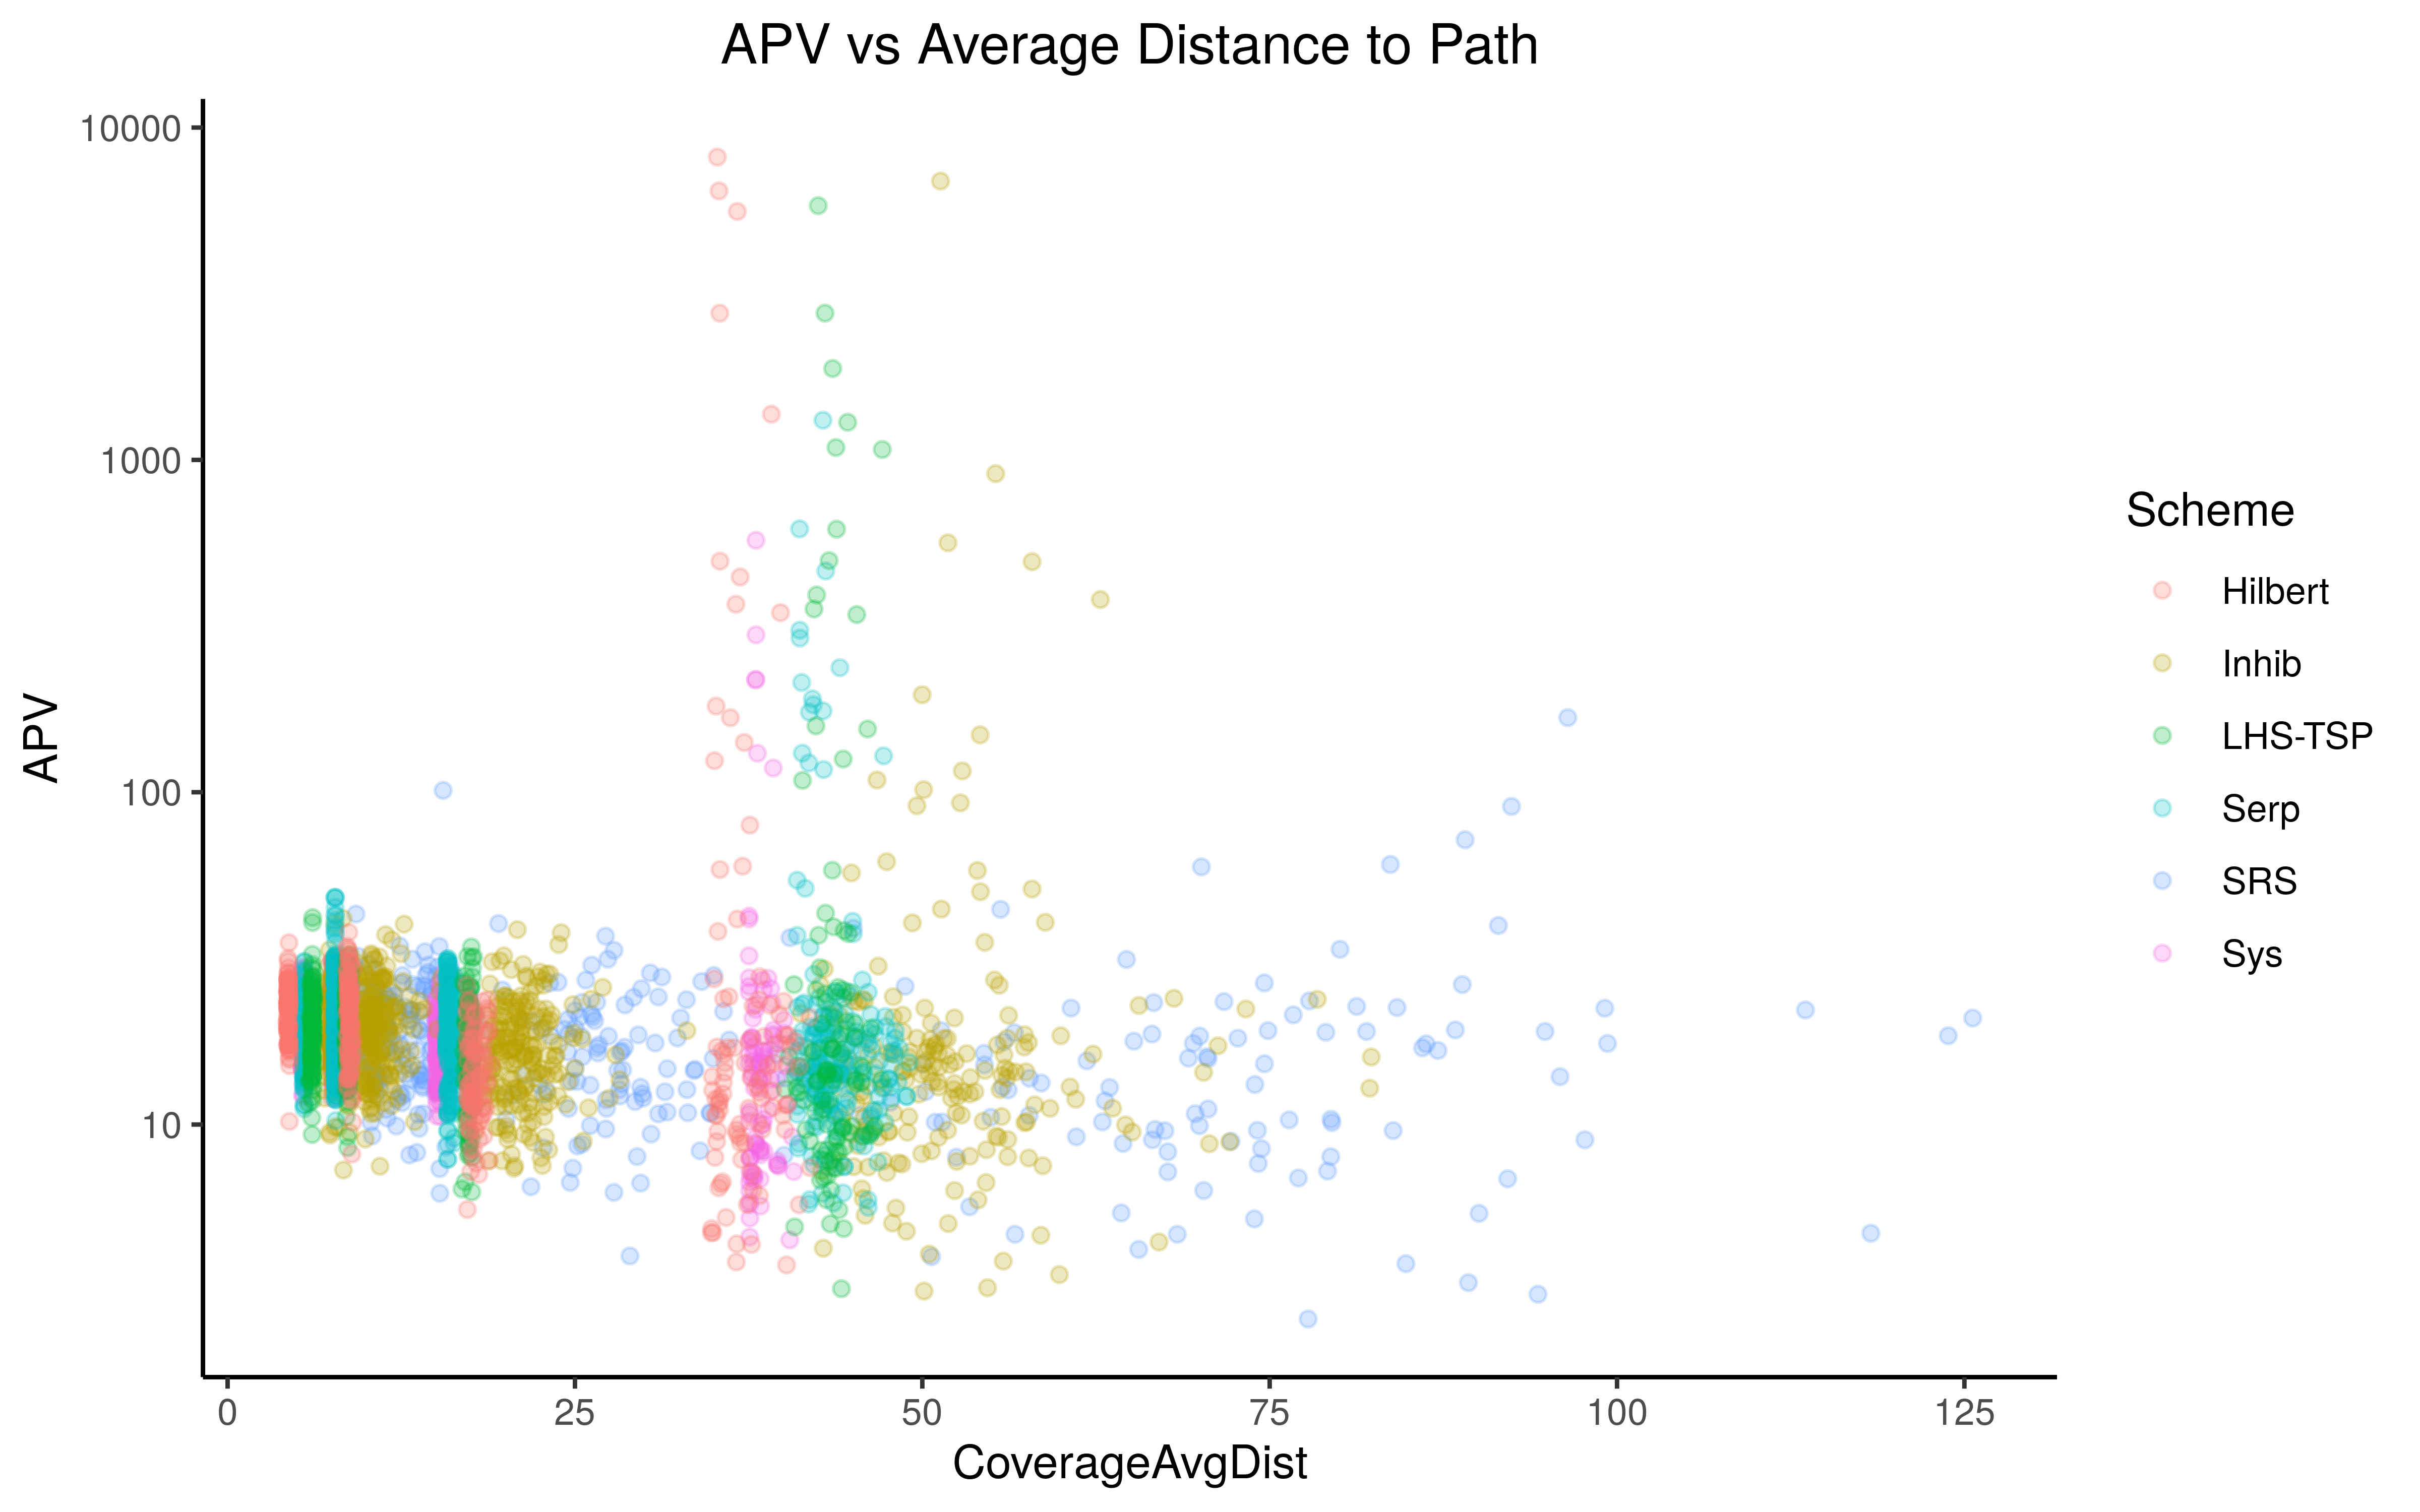 APV vs Average Distance to Path
10000
1000
100
10
APV
0 25 50 75 100 125
CoverageAvgDist
Scheme
Hilbert
Inhib
LHS-TSP
Serp
SRS
Sys